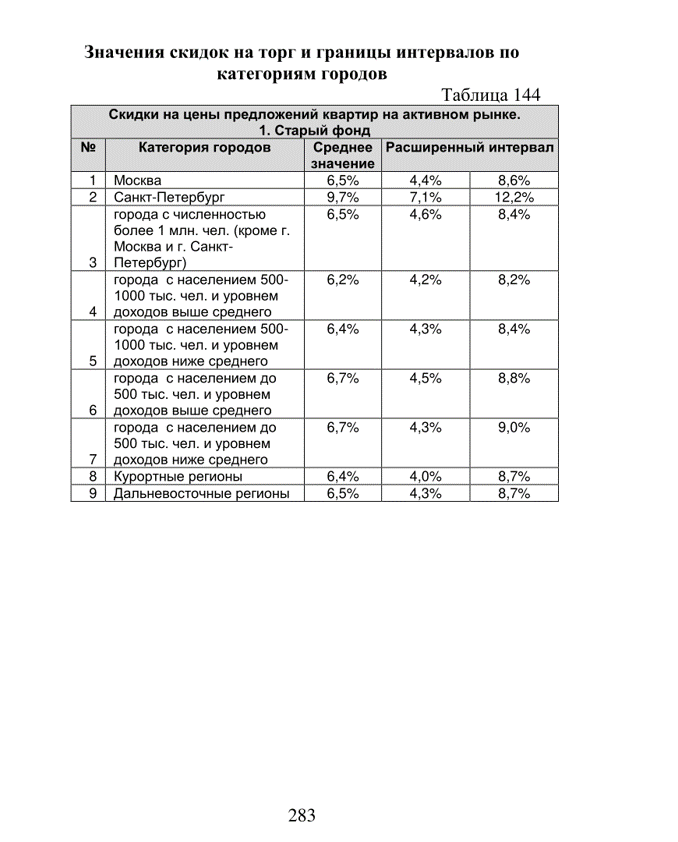 Значения скидок на торг и границы интервалов по
категориям городов
Таблица 144
Скидки на цены предложений квартир на активном рынке.
1. Старый фонд
№ Категория городов Среднее значение Расширенный интервал
1 Москва 6,5% 4,4% 8,6%
2 Санкт-Петербург 9,7% 7,1% 12,2%
города с численностью 6,5% 4,6% 8,4%
более 1 млн. чел. (кроме г.
Москва и г. Санкт-
3 Петербург)
города с населением 500- 6,2% 4,2% 8,2%
1000 тыс. чел. и уровнем
4 доходов выше среднего
города с населением 500- 6,4% 4,3% 8,4%
1000 тыс. чел. и уровнем
5 доходов ниже среднего
города с населением до 6,7% 4,5% 8,8%
500 тыс. чел. и уровнем
6 доходов выше среднего
города с населением до 6,7% 4,3% 9,0%
500 тыс. чел. и уровнем
7 доходов ниже среднего
8 Курортные регионы 6,4% 4,0% 8,7%
9 Дальневосточные регионы 6,5% 4,3% 8,7%
283